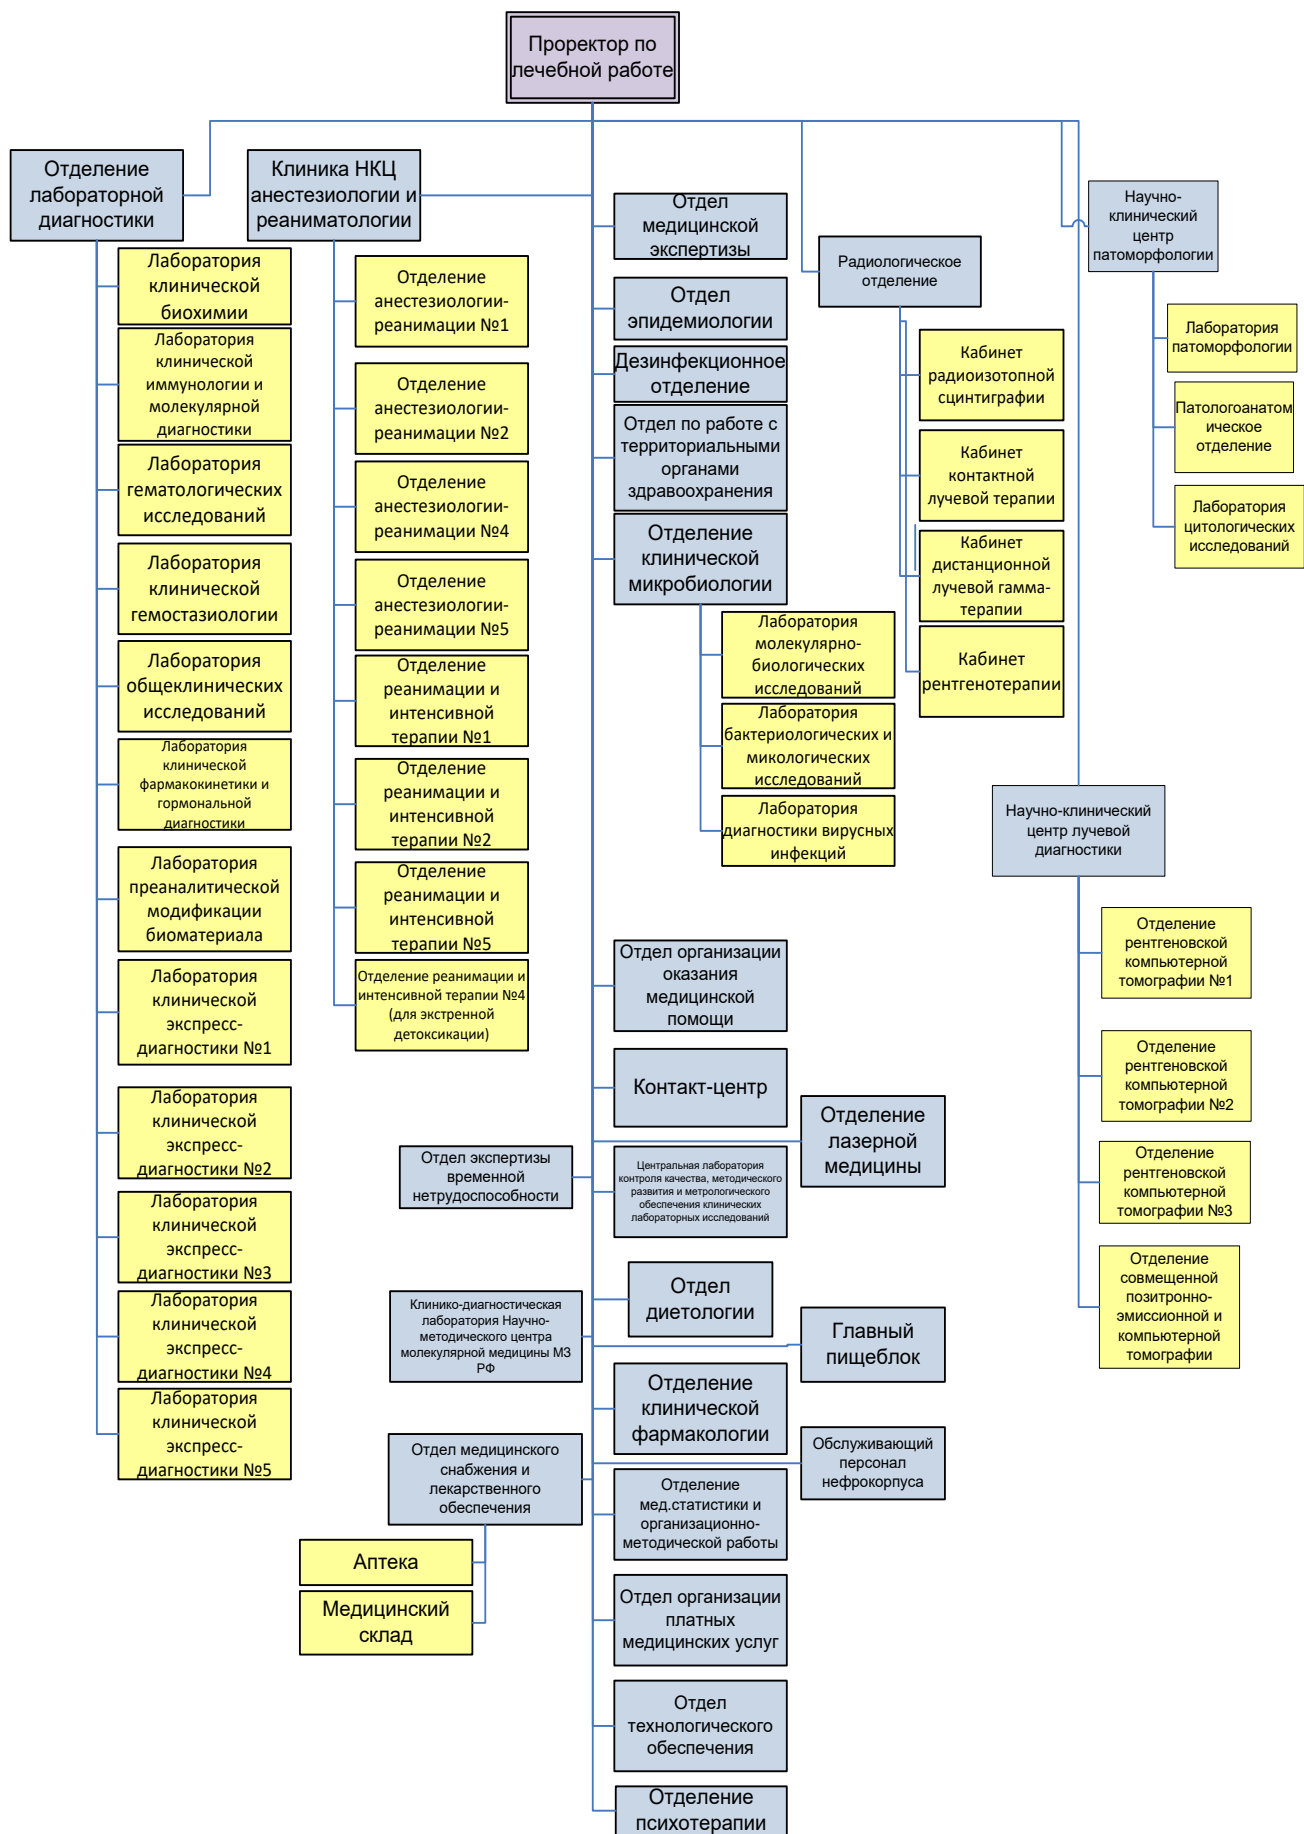 Проректор по
лечебной работе
Отделение
лабораторной
диагностики
Лаборатория
клинической
биохимии
Лаборатория
клинической
иммунологии и
молекулярной
диагностики
Лаборатория
гематологических
исследований
Лаборатория
клинической
гемостазиологии
Лаборатория
общеклинических
исследований
Лаборатория
клинической
фармакокинетики и
гормональной
диагностики
Лаборатория
преаналитической
модификации
биоматериала
Лаборатория
клинической
экспресс-
диагностики №1
Лаборатория
клинической
экспресс-
диагностики №2
Лаборатория
клинической
экспресс-
диагностики №3
Лаборатория
клинической
экспресс-
диагностики №4
Лаборатория
клинической
экспресс-
диагностики №5
Клиника НКЦ
анестезиологии и
реаниматологии
Отделение
анестезиологии-
реанимации №1
Отделение
анестезиологии-
реанимации №2
Отделение
анестезиологии-
реанимации №4
Отделение
анестезиологии-
реанимации №5
Отделение
реанимации и
интенсивной
терапии №1
Отделение
реанимации и
интенсивной
терапии №2
Отделение
реанимации и
интенсивной
терапии №5
Отделение реанимации и
интенсивной терапии №4
(для экстренной
детоксикации)
Отдел экспертизы
временной
нетрудоспособности
Клинико-диагностическая
лаборатория Научно-
методического центра
молекулярной медицины МЗ
РФ
Отдел медицинского
снабжения и
лекарственного
обеспечения
Аптека
Медицинский
склад
Отдел
медицинской
экспертизы
Отдел
эпидемиологии
Дезинфекционное
отделение
Отдел по работе с
территориальными
органами
здравоохранения
Отделение
клинической
микробиологии
Лаборатория
молекулярно-
биологических
исследований
Лаборатория
бактериологических и
микологических
исследований
Лаборатория
диагностики вирусных
инфекций
Отдел организации
оказания
медицинской
помощи
Контакт-центр
Отделение
лазерной
медицины
Центральная лаборатория
контроля качества, методического
развития и метрологического
обеспечения клинических
лабораторных исследований
Отдел
диетологии
Главный
пищеблок
Отделение
клинической
фармакологии
Обслуживающий
персонал
нефрокорпуса
Отделение
мед.статистики и
организационно-
методической работы
Отдел организации
платных
медицинских услуг
Отдел
технологического
обеспечения
Отделение
психотерапии
Радиологическое
отделение
Кабинет
радиоизотопной
сцинтиграфии
Кабинет
контактной
лучевой терапии
Кабинет
дистанционной
лучевой гамма-
терапии
Кабинет
рентгенотерапии
Научно-
клинический
центр
патоморфологии
Лаборатория
патоморфологии
Патологоанатом
ическое
отделение
Лаборатория
цитологических
исследований
Научно-клинический
центр лучевой
диагностики
Отделение
рентгеновской
компьютерной
томографии №1
Отделение
рентгеновской
компьютерной
томографии №2
Отделение
рентгеновской
компьютерной
томографии №3
Отделение
совмещенной
позитронно-
эмиссионной и
компьютерной
томографии